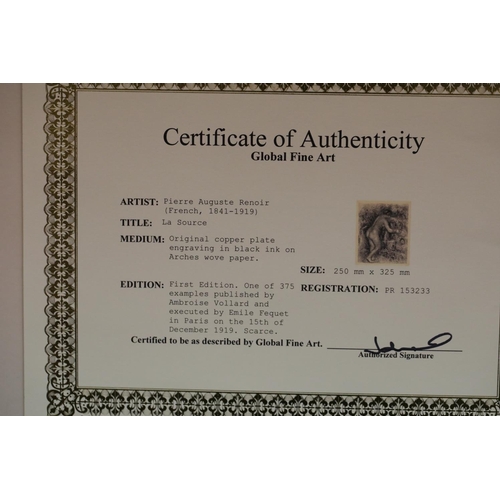 Certificate of Authenticity
Global Fine Art
ARTIST: Pierre Auguste Renoir
(French, 1841-1919)
TITLE: La Source
MEDIUM: Original copper plate
engraving in black ink on
Arches wove paper.
SIZE: 250 mm x 325 mm
EDITION: First Edition. One of 375
examples published by
Ambroise Vollard and
executed by Emile Fequet
in Paris on the 15th of
December 1919. Scarce.
REGISTRATION: PR 153233
Certified to be as described by Global Fine Art.
Authorized Signature